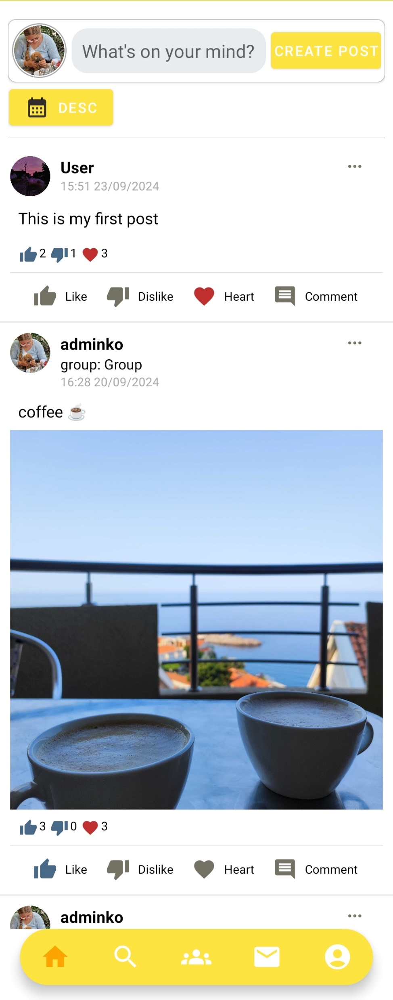 What's on your mind?
CREATE POST
DESC
User
15:51 23/09/2024
This is my first post
2 1 3
Like Dislike Heart Comment
adminko
group: Group
16:28 20/09/2024
coffee ☕
3 0 3
Like Dislike Heart Comment
adminko